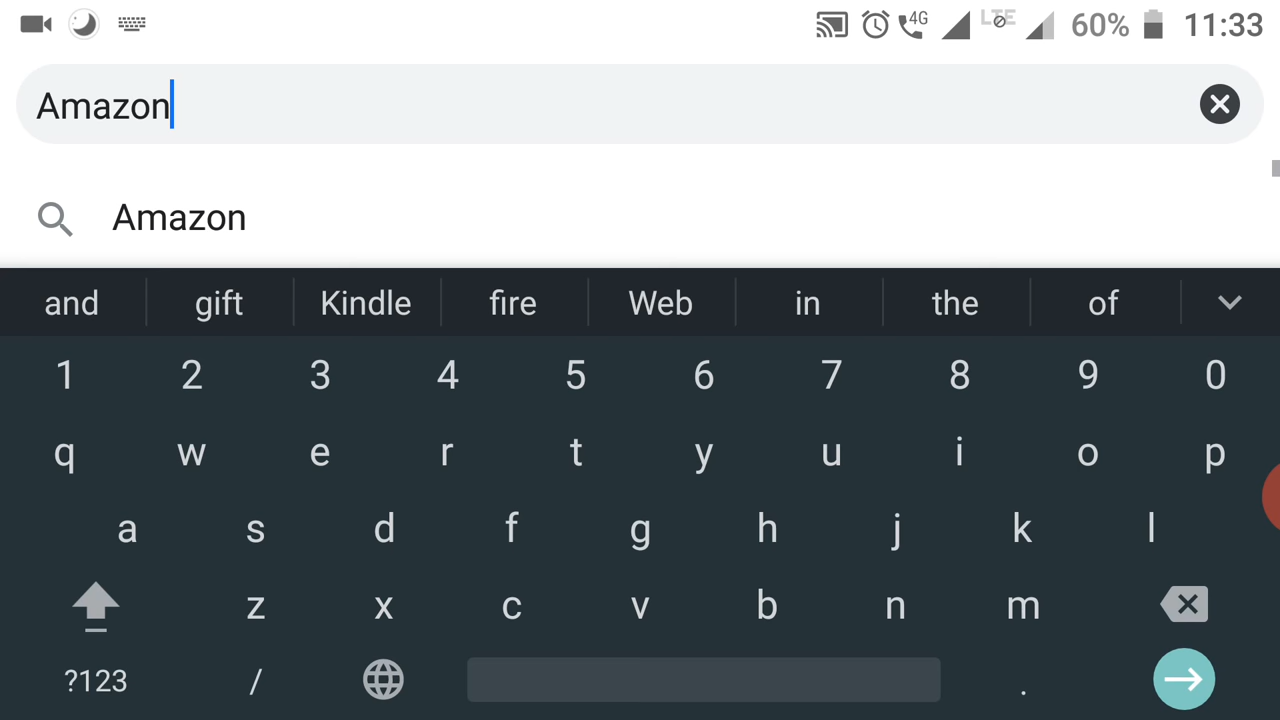 4G LTE 60% 11:33
Amazon
Amazon
and gift Kindle fire Web in the of
1 2 3 4 5 6 7 8 9 0
q w e r t y u i o p
a s d f g h j k l
z x c v b n m
?123 / .